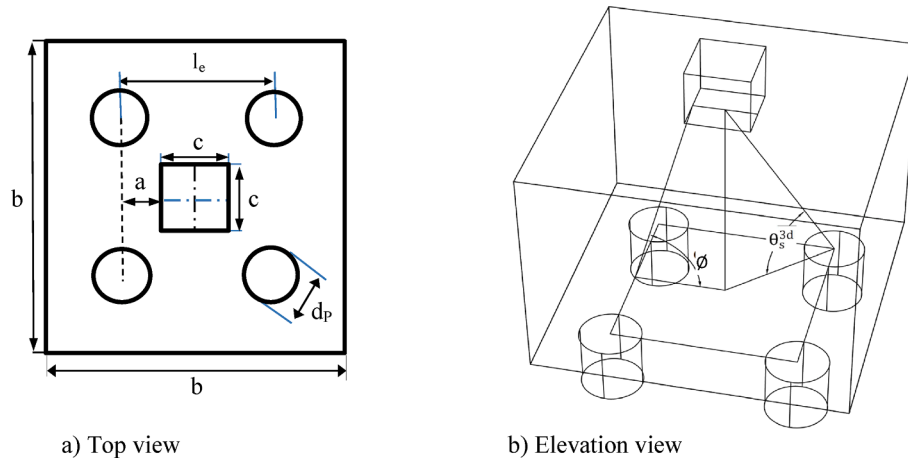 l_e
c
a
c
b
d_P
b
θ_s^3d
Ø
a) Top view
b) Elevation view